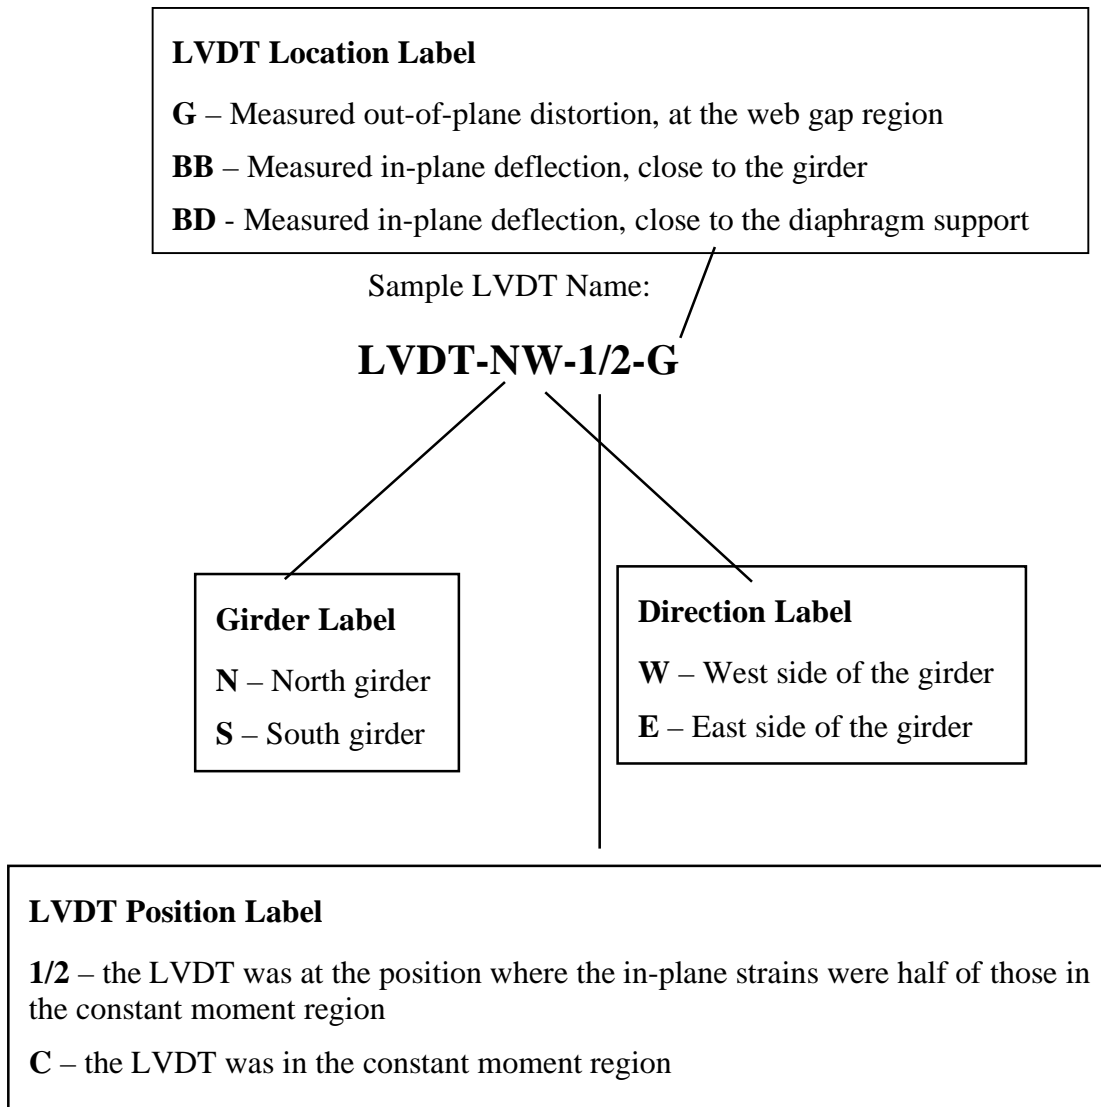 LVDT Location Label
G – Measured out-of-plane distortion, at the web gap region
BB – Measured in-plane deflection, close to the girder
BD - Measured in-plane deflection, close to the diaphragm support
Sample LVDT Name:
LVDT-NW-1/2-G
Girder Label
N – North girder
S – South girder
Direction Label
W – West side of the girder
E – East side of the girder
LVDT Position Label
1/2 – the LVDT was at the position where the in-plane strains were half of those in
the constant moment region
C – the LVDT was in the constant moment region